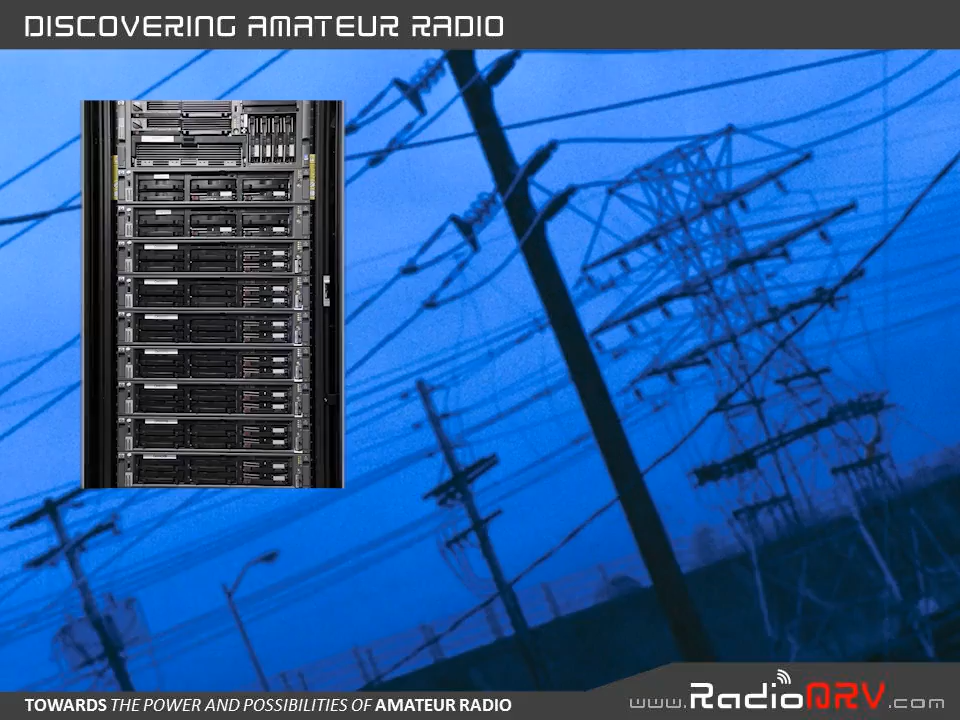 DISCOVERING AMATEUR RADIO
TOWARDS THE POWER AND POSSIBILITIES OF AMATEUR RADIO
www.RadioQRV.com